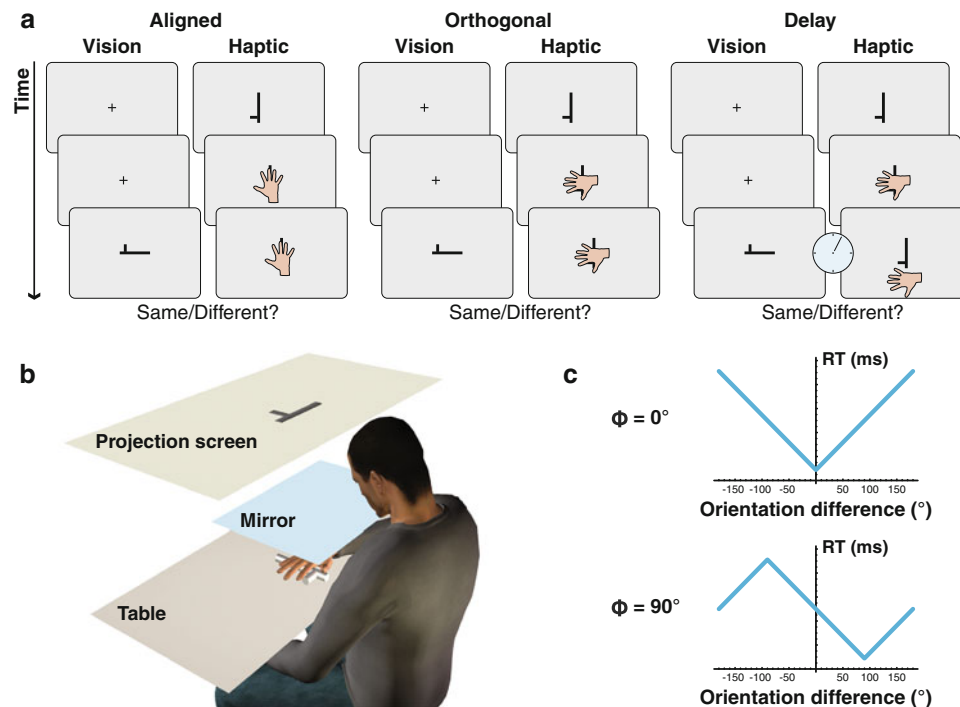 a
Aligned
Orthogonal
Delay
Vision Haptic
Vision Haptic
Vision Haptic
Time
Same/Different?
Same/Different?
Same/Different?
b
Projection screen
Mirror
Table
c
RT (ms)
Φ = 0°
-150 -100 -50 50 100 150
Orientation difference (°)
RT (ms)
Φ = 90°
-150 -100 -50 50 100 150
Orientation difference (°)